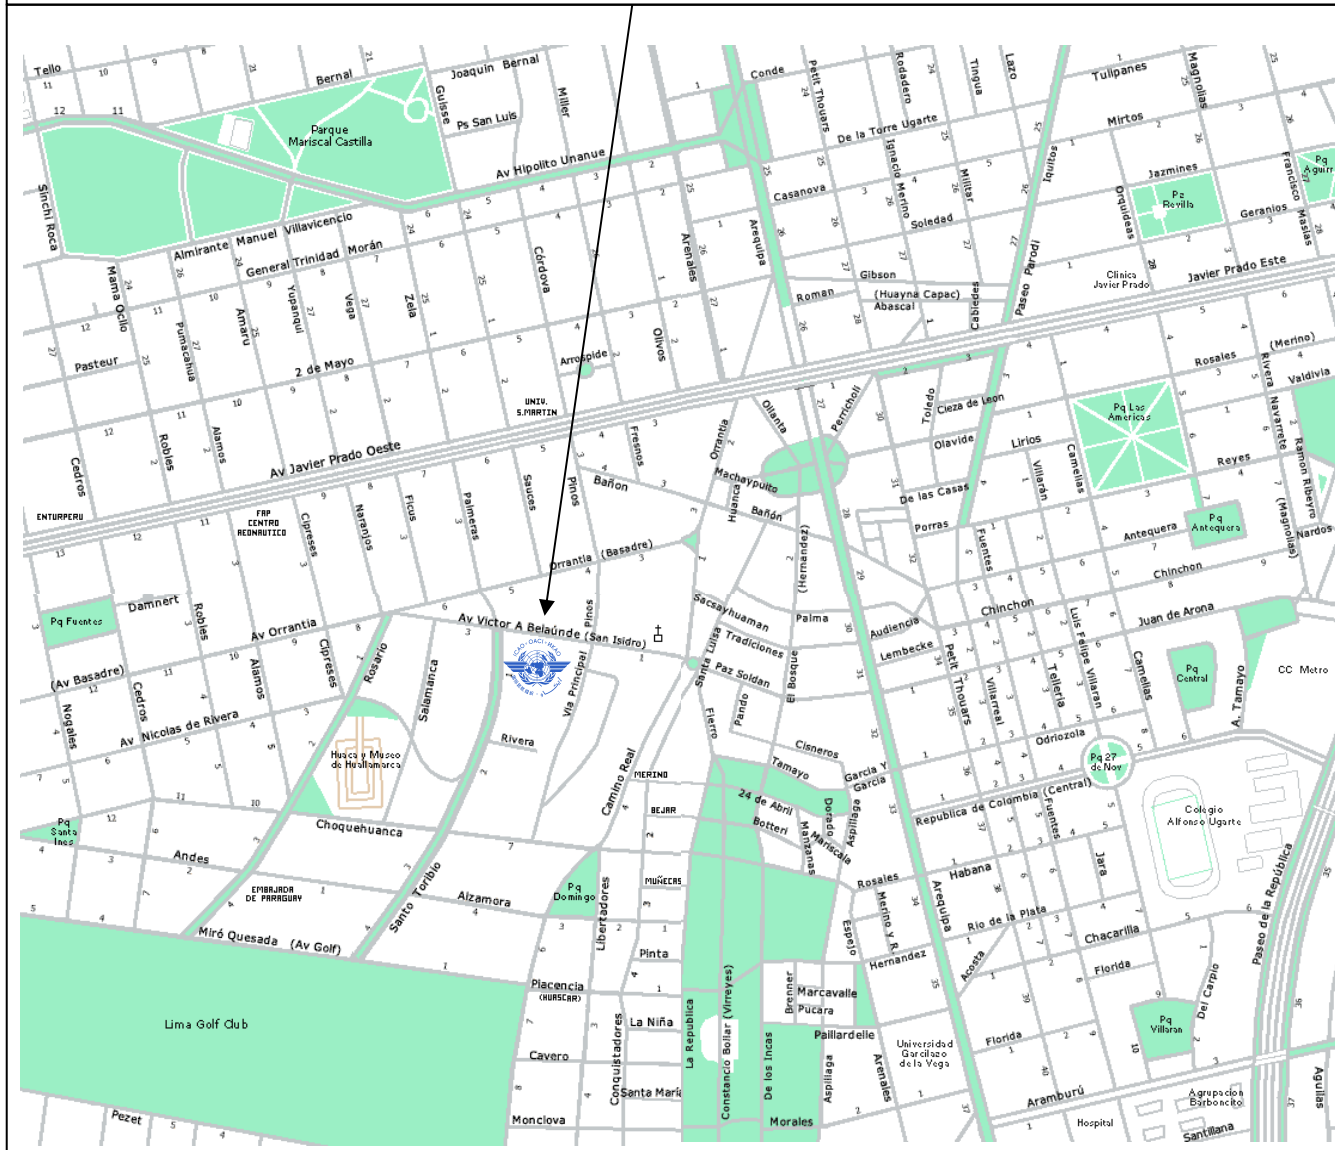 Tello
Bernal
Joaquin Bernal
Guisse
Miller
Ps San Luis
Parque
Mariscal Castilla
Av Hipolito Unanue
Conde
Petit Thouars
Rodadero
Tingua
Lazo
Tulipanes
Magnolias
Mirtos
De la Torre Ugarte
Ignacio Merino
Militar
Iquitos
Jazmines
Francisco Masias
Pq
Aguirre
Pz
Revilla
Orquideas
Geranios
Casanova
Soledad
Sinchi Roca
Almirante Manuel Villavicencio
General Trinidad Morán
Arenales
Arequipa
Córdova
Mama Ocllo
Pumacahua
Amaru
Yupanqui
Vega
Zela
Gibson
Roman
(Huayna Capac)
Abascal
Cabledes
Paseo Parodi
Clinica
Javier Prado
Javier Prado Este
Pasteur
2 de Mayo
Arrospide
Olivos
UNIV.
S.MARTIN
Rosales
(Merino)
Valdivia
Rivera Navarrete
Ramon Ribeyro
(Magnolias)
Toledo
Cieza de Leon
Pq Las
Americas
Olavide
Lirios
Villarán
Camelias
Reyes
Perricholi
Ollanta
Orrantia
Machaypuito
Fresnos
Bañon
Av Javier Prado Oeste
Cedros
Robles
Alamos
ENTURPERU
FAP
CENTRO
AEONAUTICO
Cipreses
Naranjos
Ficus
Palmeras
Sauces
Pinos
Huanca
Bañón
De las Casas
Porras
Fuentes
Antequera
Pq
Antequera
Nardos
Chinchon
Orrantia (Basadre)
(Hernandez)
Damnert
Pq Fuentes
Robles
Av Orrantia
Av Victor A Belaúnde (San Isidro)
Pinos
Sacsayhuaman
Palma
Tradiciones
Audiencia
Chinchon
Juan de Arona
Luis Felipe Villaran
Lembecke
(Av Basadre)
Cedros
Alamos
Cipreses
Rosario
Salamanca
ICAO · OACI · ИКАО
Via Principal
Santa Luisa
Paz Soldan
El Bosque
Petit Thouars
Villarreal
Telleria
Camelias
Pq
Central
CC Metro
A. Tamayo
Nogales
Av Nicolas de Rivera
Huaca y Museo
de Huallamarca
Rivera
Camino Real
Fierro
Pando
Cisneros
Tamayo
Garcia Y
Garcia
Odriozola
Pq 27
de Nov
MERINO
BEJAR
24 de Abril
Botteri
Manzanas
Dorado
Mariscala
Aspillaga
Republica de Colombia (Central)
Fuentes
Colegio
Alfonso Ugarte
Pq
Santa
Ines
Choquehuanca
Andes
EMBAJADA
DE PARAGUAY
Santo Toribio
Alzamora
Pq
Domingo
Libertadores
MUÑECAS
Rosales
Habana
Jara
Arequipa
Rio de la Plata
Chacarilla
Paseo de la República
Miró Quesada (Av Golf)
Pinta
Espejo
Merino y R.
Hernandez
Acosta
Florida
Del Carpio
Placencia
(HUASCAR)
Brenner
Marcavalle
Pucara
Pq
Villaran
Lima Golf Club
La Niña
La Republica
Constancio Bollar (Virreyes)
De los Incas
Paillardelle
Universidad
Garcilazo
de la Vega
Florida
Cavero
Conquistadores
Santa María
Aspillaga
Arenales
Aramburú
Agrupacion
Barboncito
Aguilas
Pezet
Monclova
Morales
Hospital
Santillana